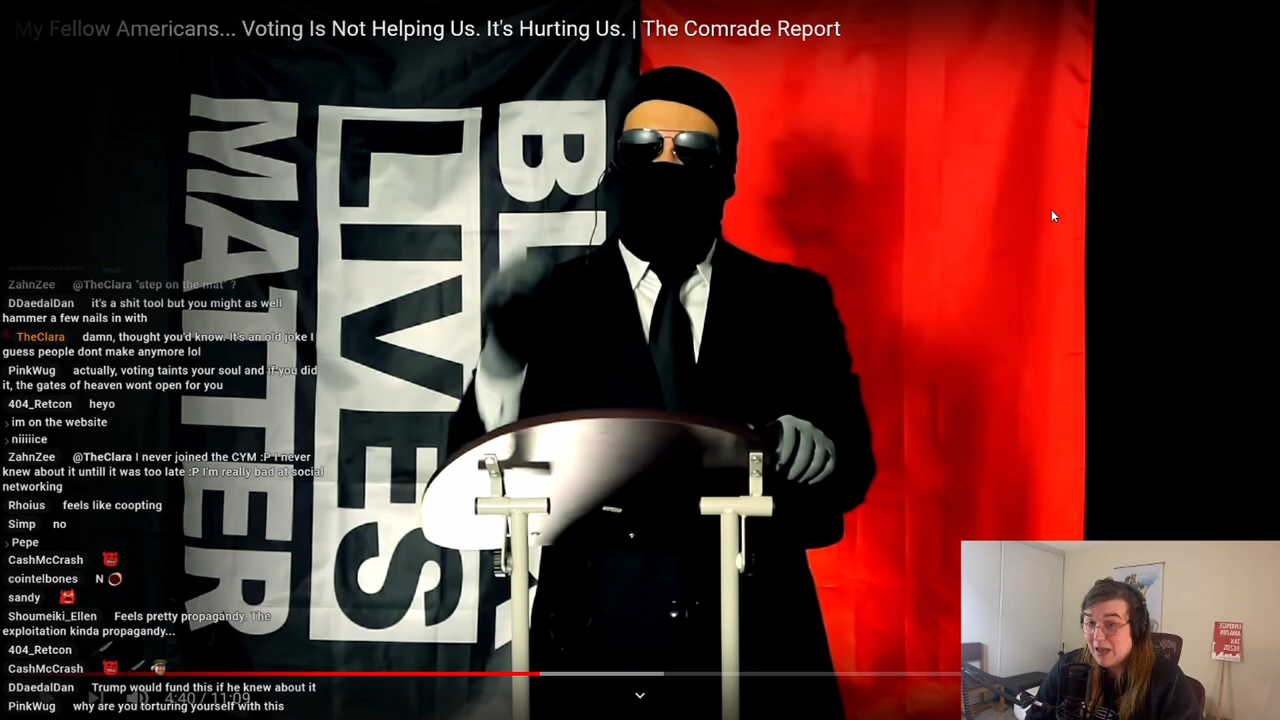 My Fellow Americans... Voting Is Not Helping Us. It's Hurting Us. | The Comrade Report
BL
LIVES
MATTER
CashMcCrash
ZahnZee @TheClara "step on the mat" ?
DDaedalDan it's a shit tool but you might as well
hammer a few nails in with
TheClara damn, thought you'd know. It's an old joke I
guess people dont make anymore lol
PinkWug actually, voting taints your soul and if you did
it, the gates of heaven wont open for you
404_Retcon heyo
im on the website
niiiiice
ZahnZee @TheClara I never joined the CYM :P I never
knew about it untill it was too late :P I'm really bad at social
networking
Rhoius feels like coopting
Simp no
Pepe
CashMcCrash
cointelbones N
sandy
Shoumeiki_Ellen Feels pretty propagandy. The
exploitation kinda propagandy...
404_Retcon
CashMcCrash
DDaedalDan Trump would fund this if he knew about it
4:40 / 11:09
PinkWug why are you torturing yourself with this
AMAZON
TAX
BEZOS